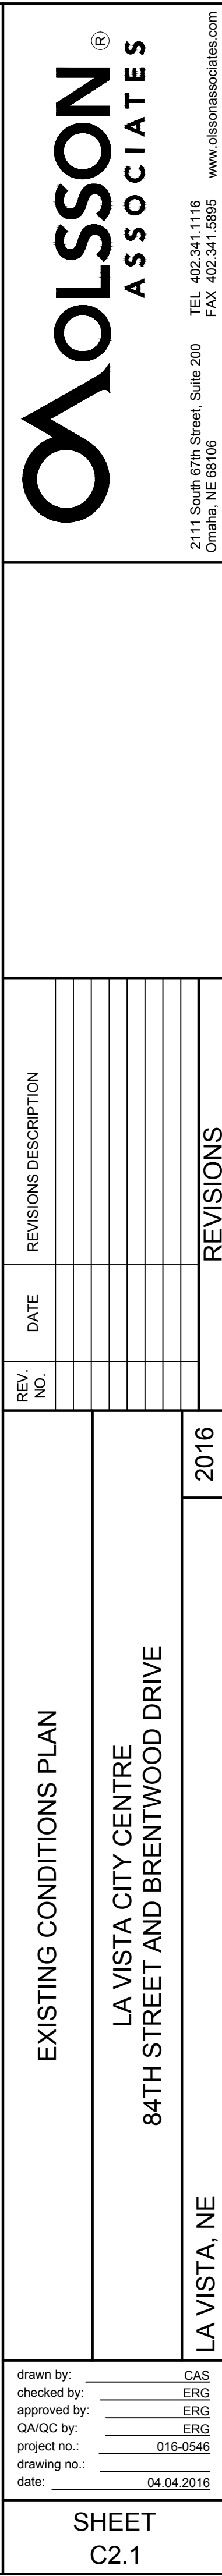 OLSSON ®
ASSOCIATES
2111 South 67th Street, Suite 200
Omaha, NE 68106
TEL 402.341.1116
FAX 402.341.5895
www.olssonassociates.com
REV. NO.
DATE
REVISIONS DESCRIPTION
REVISIONS
EXISTING CONDITIONS PLAN
LA VISTA CITY CENTRE
84TH STREET AND BRENTWOOD DRIVE
LA VISTA, NE
2016
drawn by: CAS
checked by: ERG
approved by: ERG
QA/QC by: ERG
project no.: 016-0546
drawing no.:
date: 04.04.2016
SHEET
C2.1